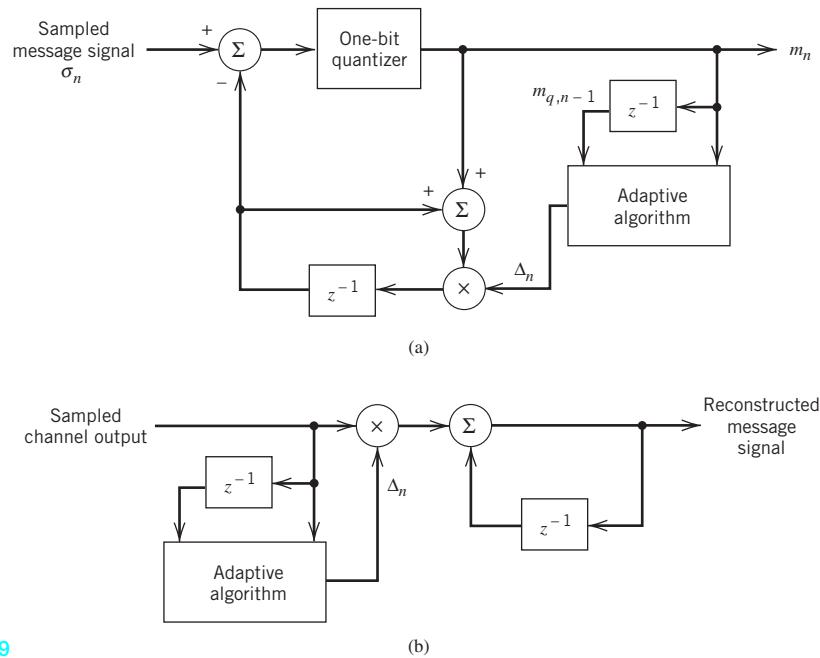 Sampled
message signal
σₙ
+
Σ
−
One-bit
quantizer
mₙ
m_{q,n − 1}
z⁻¹
Adaptive
algorithm
+
+
Σ
Δₙ
×
z⁻¹
(a)
Sampled
channel output
×
Σ
Reconstructed
message
signal
z⁻¹
Δₙ
z⁻¹
Adaptive
algorithm
9
(b)